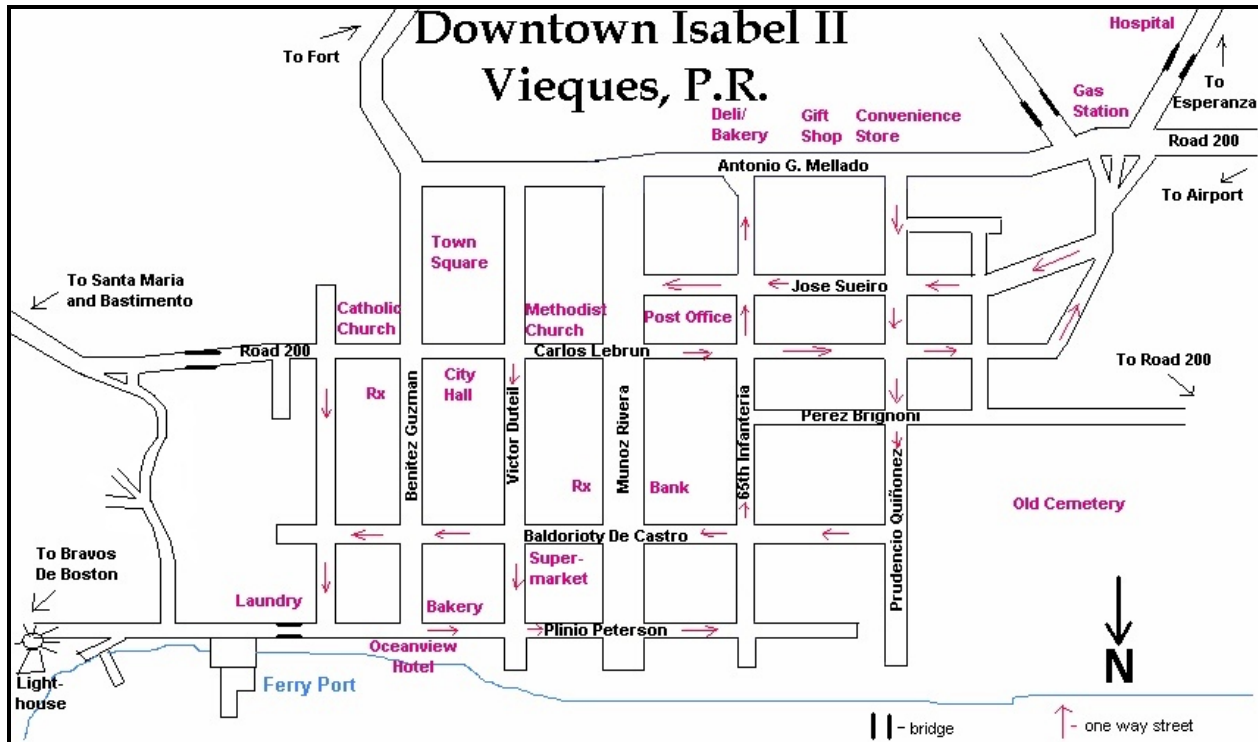 Downtown Isabel II
Vieques, P.R.
To Fort
Hospital
To
Esperanza
Gas
Station
Deli/
Bakery
Gift
Shop
Convenience
Store
Road 200
Antonio G. Mellado
To Airport
Town
Square
To Santa Maria
and Bastimento
Jose Sueiro
Catholic
Church
Methodist
Church
Post Office
Road 200
Carlos Lebrun
To Road 200
Rx
City
Hall
Benitez Guzman
Victor Duteil
Munoz Rivera
65th Infanteria
Perez Brignoni
Prudencio Quiñonez
Rx
Bank
Old Cemetery
Baldorioty De Castro
To Bravos
De Boston
Super-
market
Laundry
Bakery
Plinio Peterson
Oceanview
Hotel
N
Light-
house
Ferry Port
- bridge
- one way street